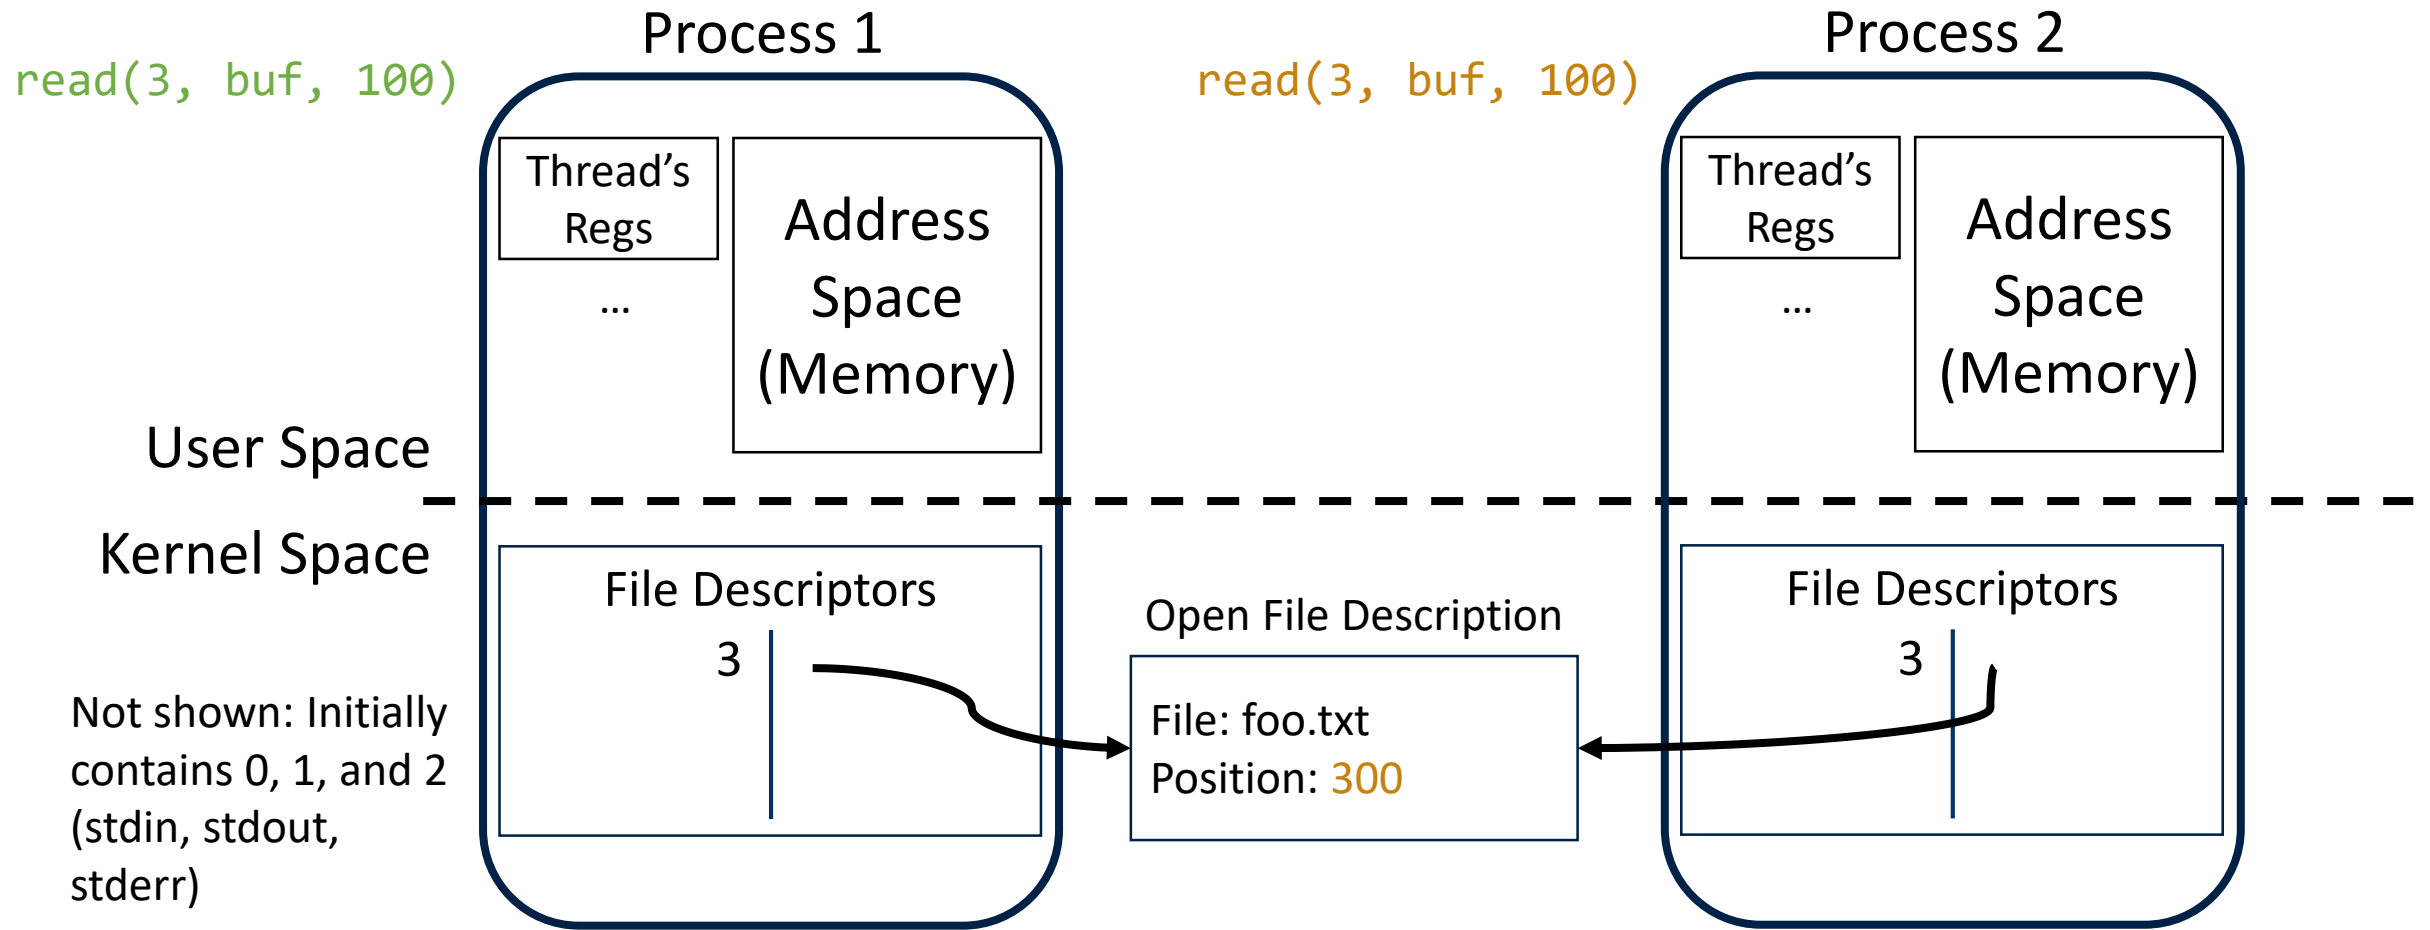 Process 1
read(3, buf, 100)
Thread’s
Regs
…
Address
Space
(Memory)
Process 2
read(3, buf, 100)
Thread’s
Regs
…
Address
Space
(Memory)
User Space
Kernel Space
File Descriptors
3
Open File Description
File: foo.txt
Position: 300
File Descriptors
3
Not shown: Initially
contains 0, 1, and 2
(stdin, stdout,
stderr)